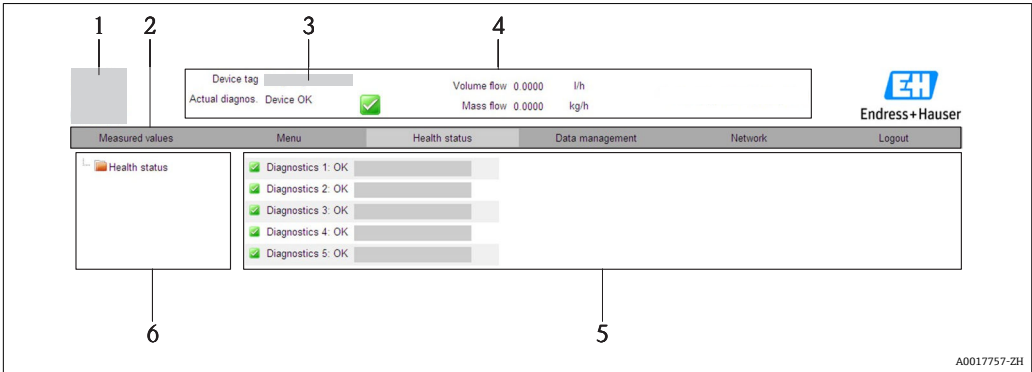 1 2 3 4
Device tag
Actual diagnos. Device OK
Volume flow 0.0000 l/h
Mass flow 0.0000 kg/h
EH
Endress+Hauser
Measured values Menu Health status Data management Network Logout
Health status
Diagnostics 1: OK
Diagnostics 2: OK
Diagnostics 3: OK
Diagnostics 4: OK
Diagnostics 5: OK
6 5
A0017757-ZH